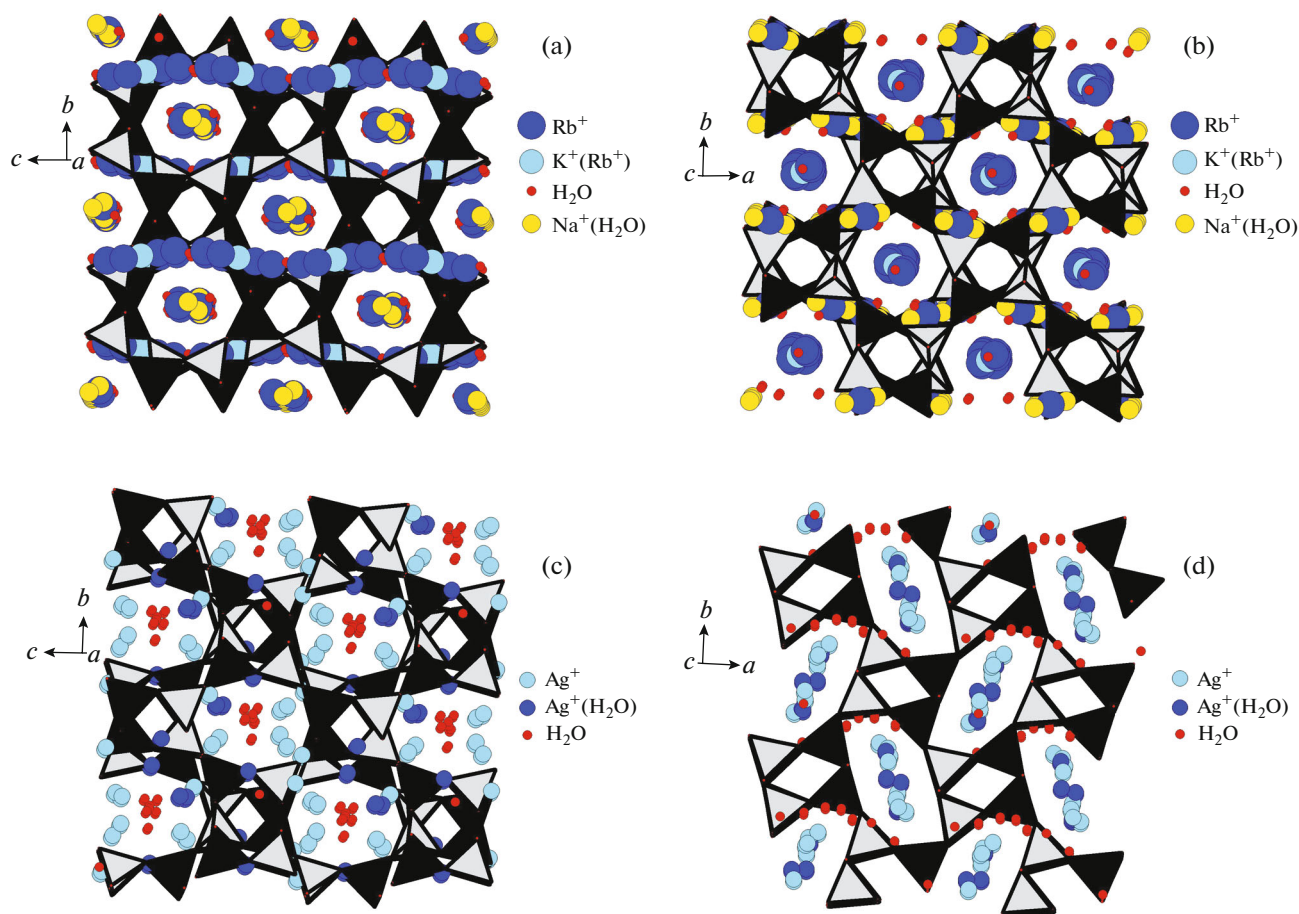 (a)
b
c
a
Rb⁺
K⁺(Rb⁺)
H₂O
Na⁺(H₂O)
(b)
b
c
a
Rb⁺
K⁺(Rb⁺)
H₂O
Na⁺(H₂O)
(c)
b
c
a
Ag⁺
Ag⁺(H₂O)
H₂O
(d)
b
c
a
Ag⁺
Ag⁺(H₂O)
H₂O